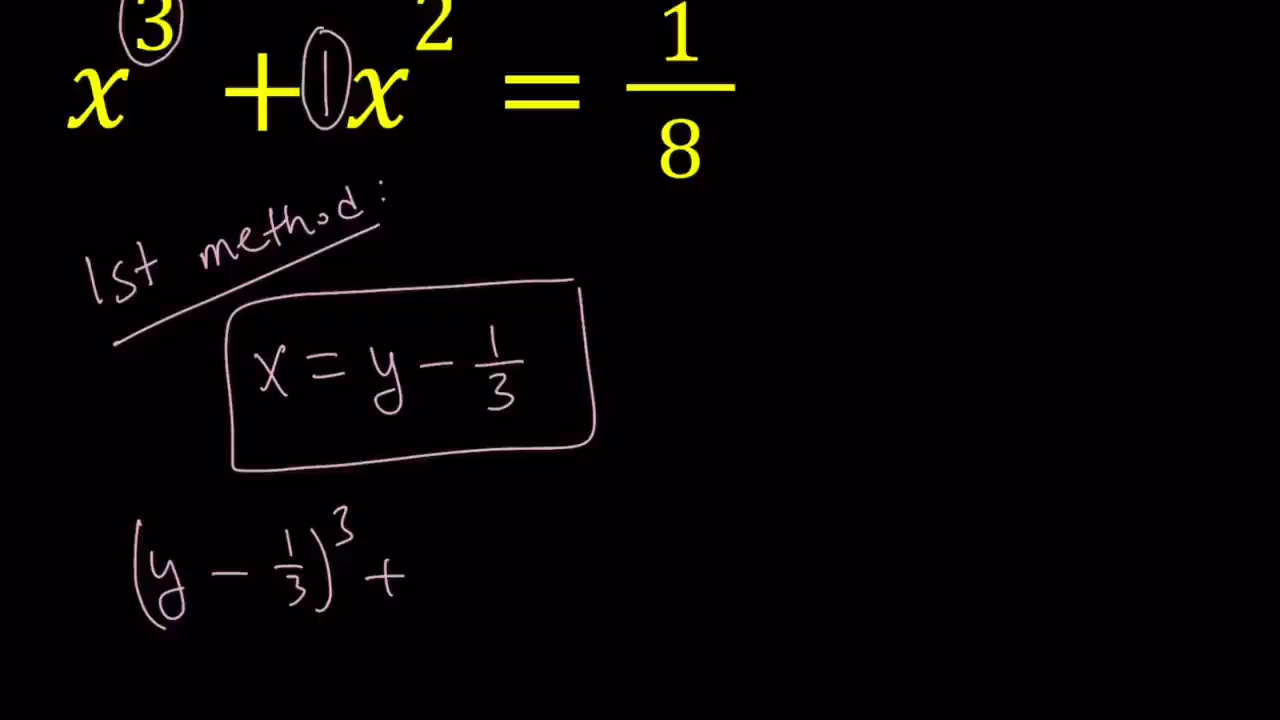 x³ + 1x² = 1/8
1st method:
x = y - 1/3
(y - 1/3)³ +